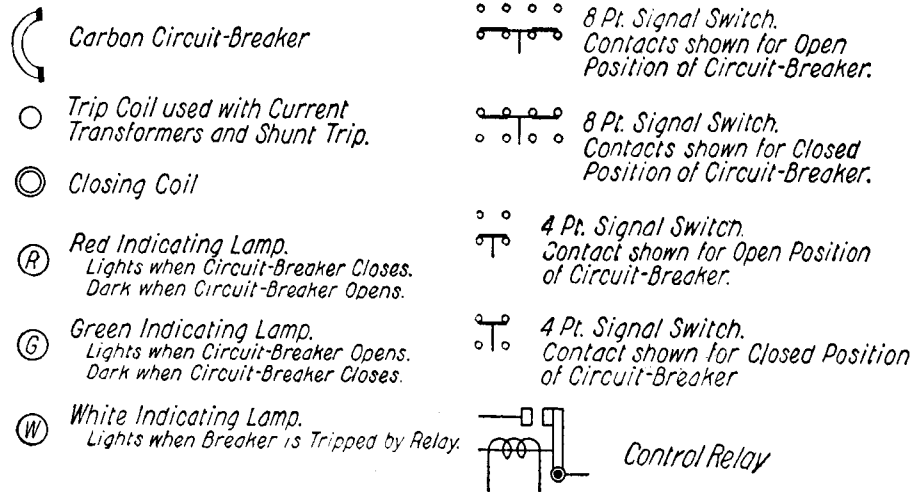 Carbon Circuit-Breaker
Trip Coil used with Current
Transformers and Shunt Trip.
Closing Coil
R
Red Indicating Lamp.
Lights when Circuit-Breaker Closes.
Dark when Circuit-Breaker Opens.
G
Green Indicating Lamp.
Lights when Circuit-Breaker Opens.
Dark when Circuit-Breaker Closes.
W
White Indicating Lamp.
Lights when Breaker is Tripped by Relay.
8 Pt. Signal Switch.
Contacts shown for Open
Position of Circuit-Breaker.
8 Pt. Signal Switch.
Contacts shown for Closed
Position of Circuit-Breaker.
4 Pt. Signal Switch.
Contact shown for Open Position
of Circuit-Breaker.
4 Pt. Signal Switch.
Contact shown for Closed Position
of Circuit-Breaker
Control Relay